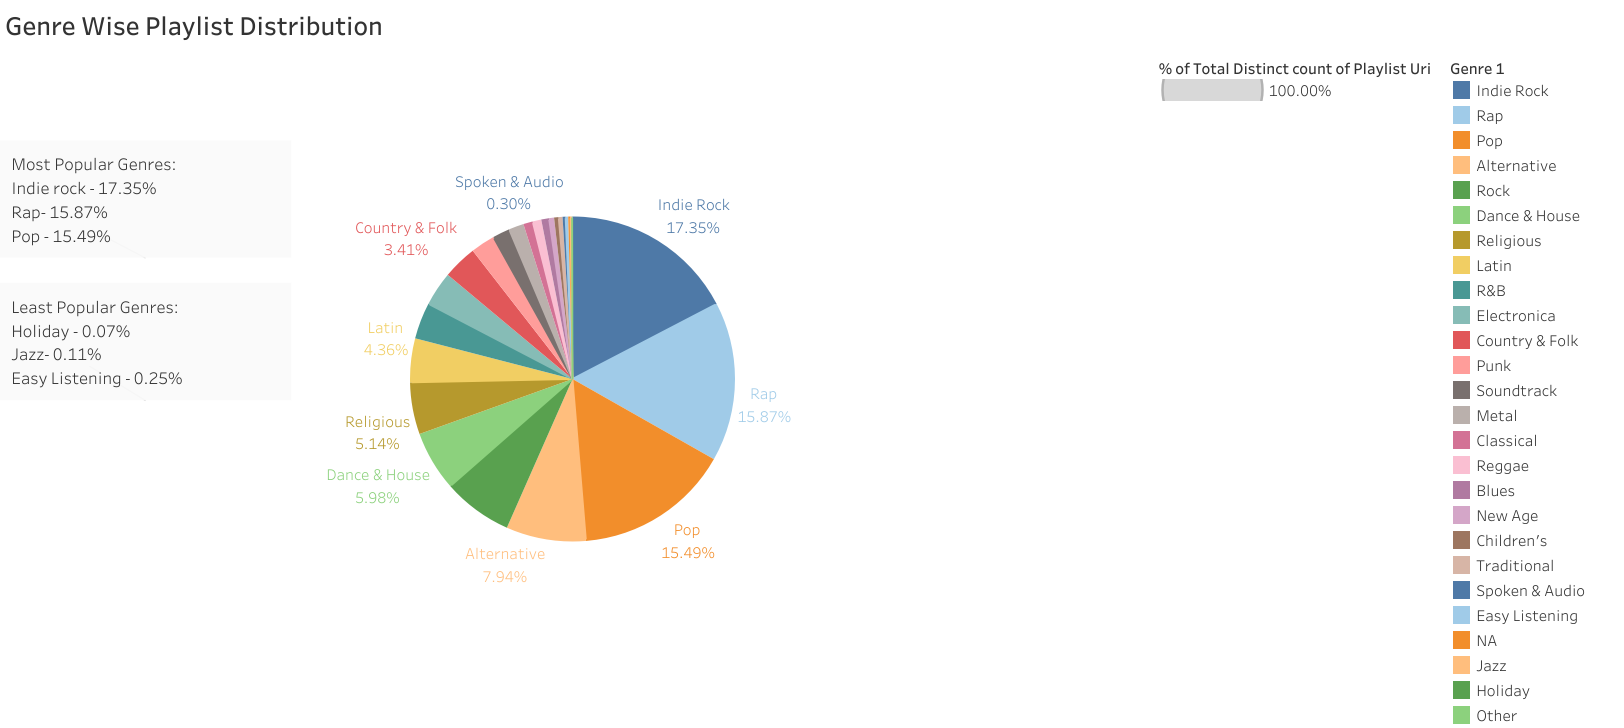 Genre Wise Playlist Distribution
% of Total Distinct count of Playlist Uri
100.00%
Genre 1
Indie Rock
Rap
Pop
Alternative
Rock
Dance & House
Religious
Latin
R&B
Electronica
Country & Folk
Punk
Soundtrack
Metal
Classical
Reggae
Blues
New Age
Children's
Traditional
Spoken & Audio
Easy Listening
NA
Jazz
Holiday
Other
Most Popular Genres:
Indie rock - 17.35%
Rap- 15.87%
Pop - 15.49%
Least Popular Genres:
Holiday - 0.07%
Jazz- 0.11%
Easy Listening - 0.25%
Spoken & Audio
0.30%
Indie Rock
17.35%
Country & Folk
3.41%
Latin
4.36%
Rap
15.87%
Religious
5.14%
Dance & House
5.98%
Pop
15.49%
Alternative
7.94%